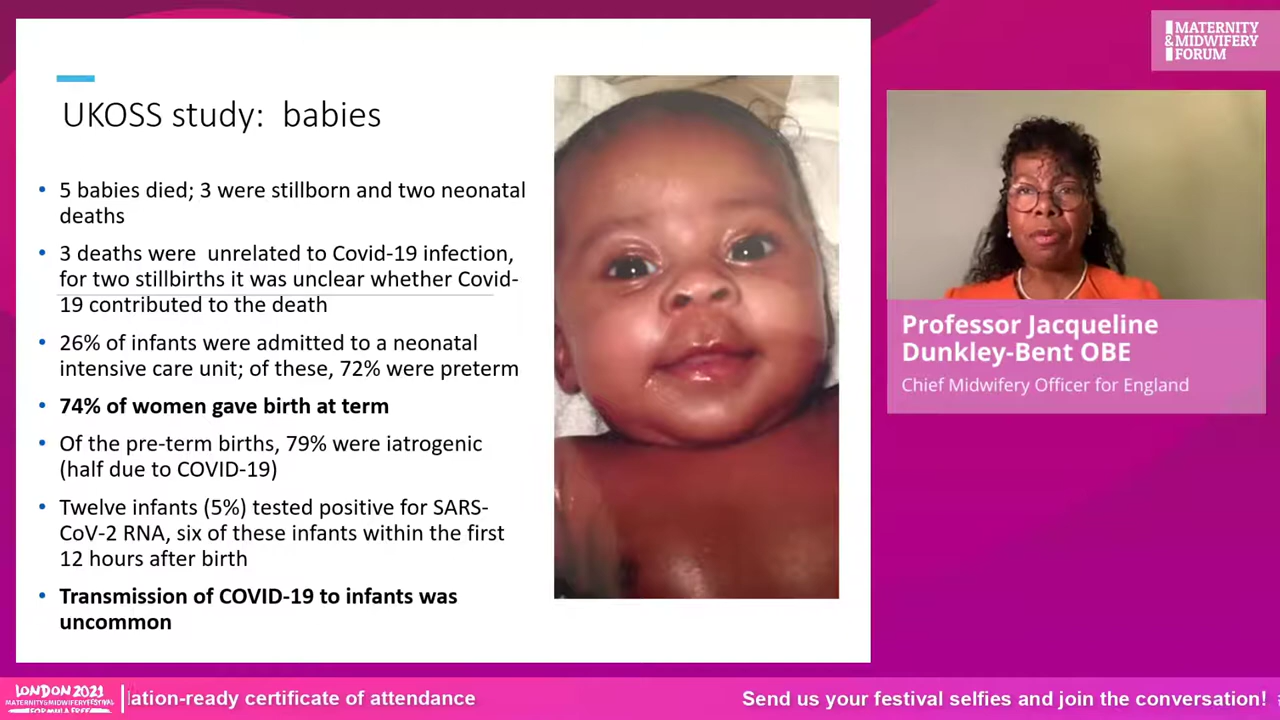 MATERNITY
&MIDWIFERY
FORUM
UKOSS study:  babies
• 5 babies died; 3 were stillborn and two neonatal
deaths
• 3 deaths were  unrelated to Covid-19 infection,
for two stillbirths it was unclear whether Covid-
19 contributed to the death
• 26% of infants were admitted to a neonatal
intensive care unit; of these, 72% were preterm
• 74% of women gave birth at term
• Of the pre-term births, 79% were iatrogenic
(half due to COVID-19)
• Twelve infants (5%) tested positive for SARS-
CoV-2 RNA, six of these infants within the first
12 hours after birth
• Transmission of COVID-19 to infants was
uncommon
Professor Jacqueline
Dunkley-Bent OBE
Chief Midwifery Officer for England
LONDON 2021
MATERNITY&MIDWIFERYFESTIVAL
FORMULA FREE
ation-ready certificate of attendance
Send us your festival selfies and join the conversation!